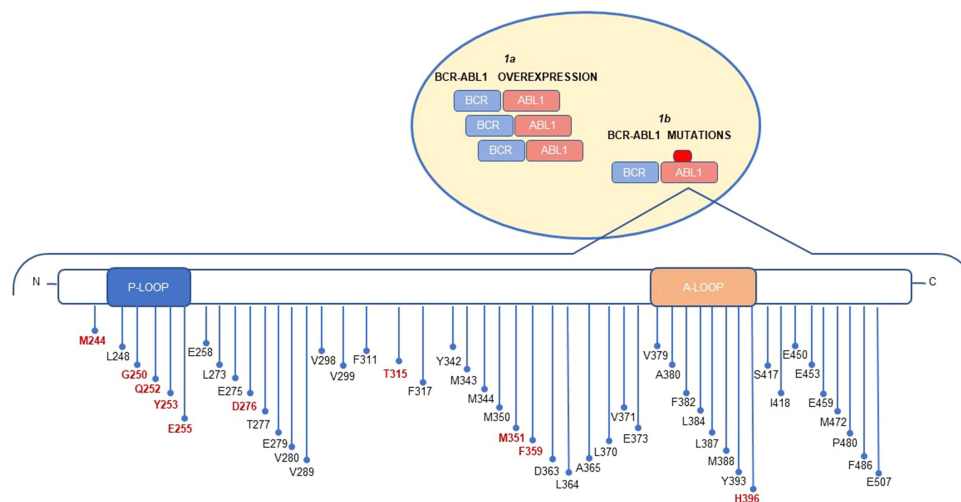 1a
BCR-ABL1 OVEREXPRESSION
BCR ABL1
BCR ABL1
BCR ABL1
1b
BCR-ABL1 MUTATIONS
BCR ABL1
N
P-LOOP
A-LOOP
C
M244
L248
G250
Q252
Y253
E255
E258
L273
E275
D276
T277
E279
V280
V289
V298
V299
F311
T315
F317
Y342
M343
M344
M350
M351
F359
D363
L364
A365
L370
V371
E373
V379
A380
F382
L384
L387
M388
Y393
H396
S417
I418
E450
E453
E459
M472
P480
F486
E507